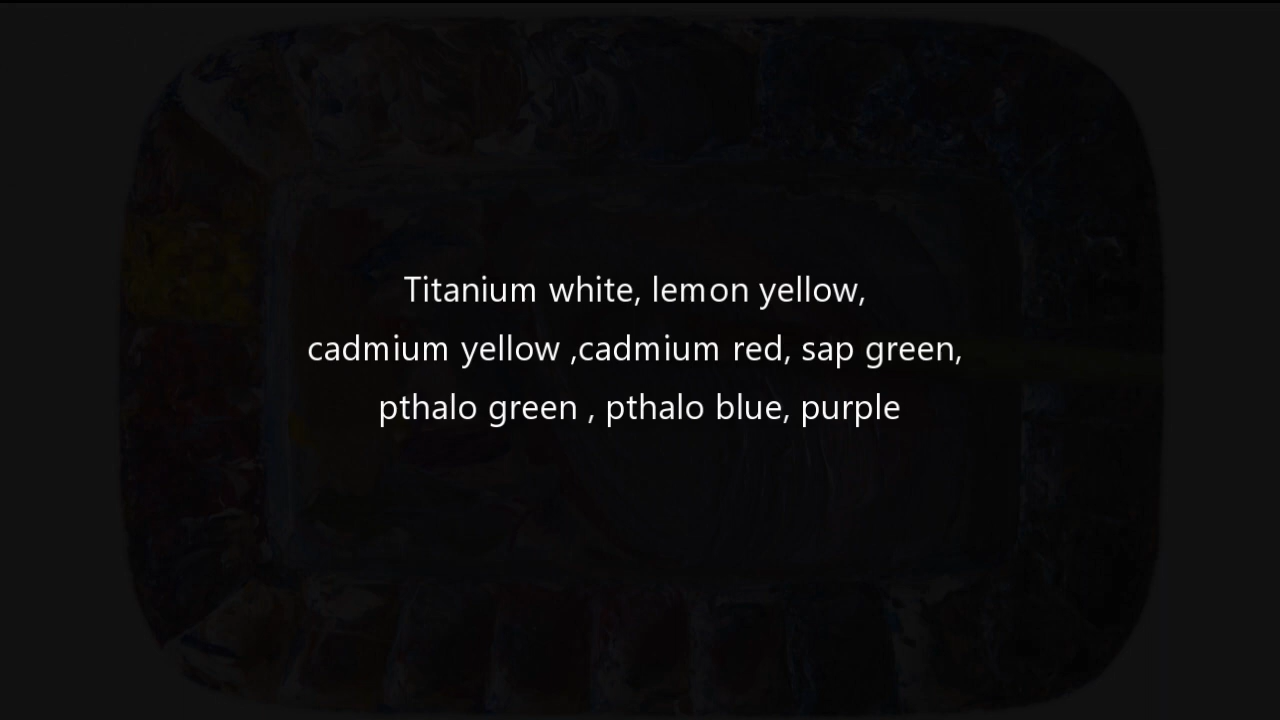 Titanium white, lemon yellow,
cadmium yellow ,cadmium red, sap green,
pthalo green , pthalo blue, purple